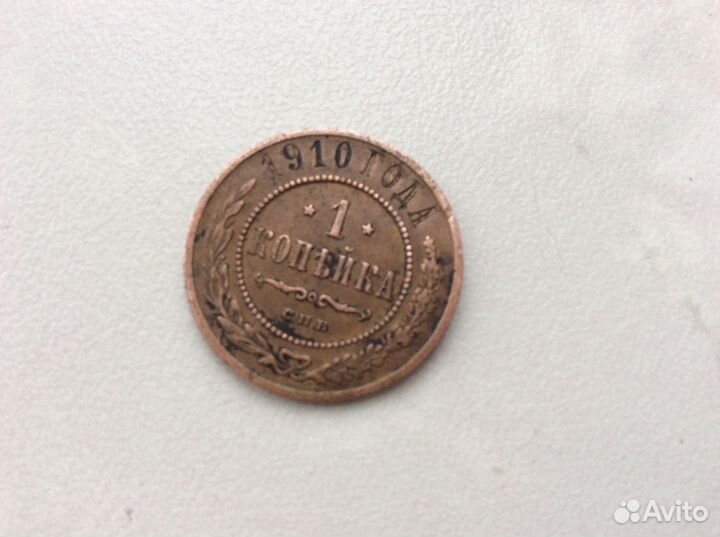 1910 ГОДА
* 1 *
КОПѢЙКА
С.П.Б.
Avito